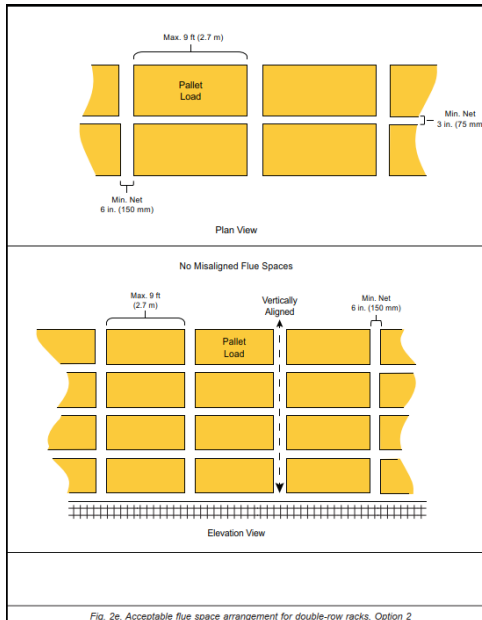 Max. 9 ft (2.7 m)
Pallet
Load
Min. Net
3 in. (75 mm)
Min. Net
6 in. (150 mm)
Plan View
No Misaligned Flue Spaces
Max. 9 ft
(2.7 m)
Vertically
Aligned
Min. Net
6 in. (150 mm)
Pallet
Load
Elevation View
Fig. 2e. Acceptable flue space arrangement for double-row racks, Option 2